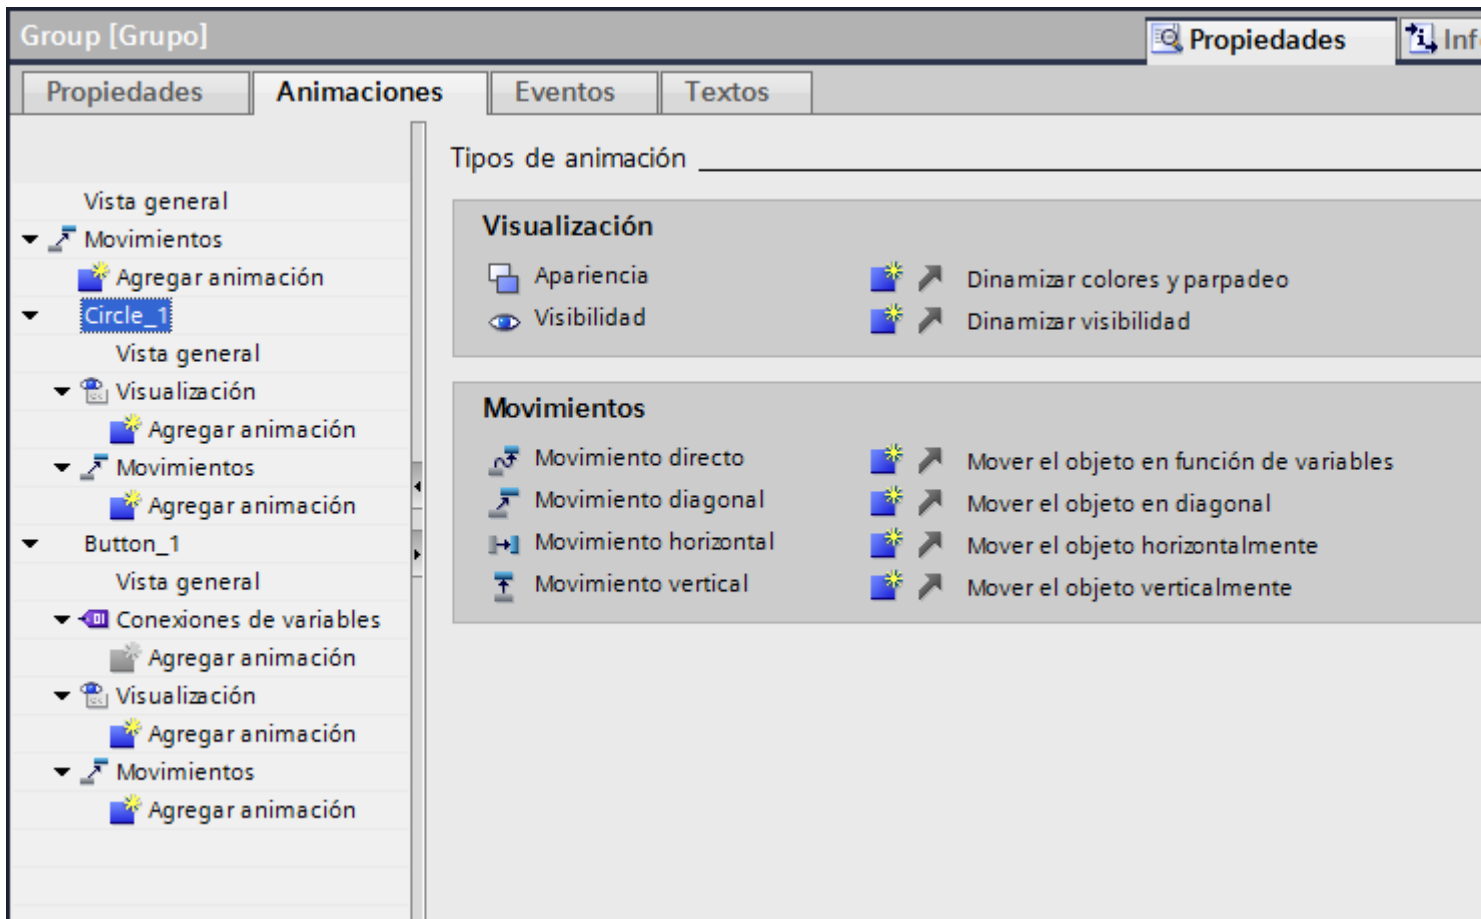 Group [Grupo]
Propiedades
Inf
Propiedades
Animaciones
Eventos
Textos
Vista general
Movimientos
Agregar animación
Circle_1
Vista general
Visualización
Agregar animación
Movimientos
Agregar animación
Button_1
Vista general
Conexiones de variables
Agregar animación
Visualización
Agregar animación
Movimientos
Agregar animación
Tipos de animación
Visualización
Apariencia Dinamizar colores y parpadeo
Visibilidad Dinamizar visibilidad
Movimientos
Movimiento directo Mover el objeto en función de variables
Movimiento diagonal Mover el objeto en diagonal
Movimiento horizontal Mover el objeto horizontalmente
Movimiento vertical Mover el objeto verticalmente